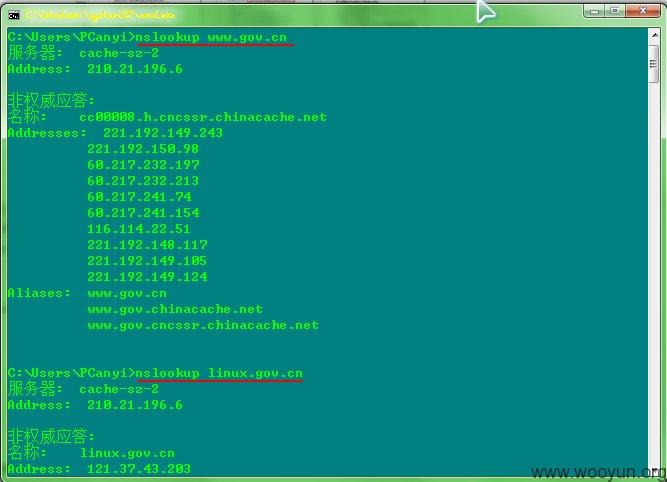 C:\Windows\system32\cmd.exe
C:\Users\PCanyi>nslookup www.gov.cn
服务器:  cache-sz-2
Address:  210.21.196.6
非权威应答:
名称:    cc00008.h.cncssr.chinacache.net
Addresses:  221.192.149.243
221.192.150.98
60.217.232.197
60.217.232.213
60.217.241.74
60.217.241.154
116.114.22.51
221.192.148.117
221.192.149.105
221.192.149.124
Aliases:  www.gov.cn
www.gov.chinacache.net
www.gov.cncssr.chinacache.net
C:\Users\PCanyi>nslookup linux.gov.cn
服务器:  cache-sz-2
Address:  210.21.196.6
非权威应答:
名称:    linux.gov.cn
Address:  121.37.43.203
www.wooyun.org